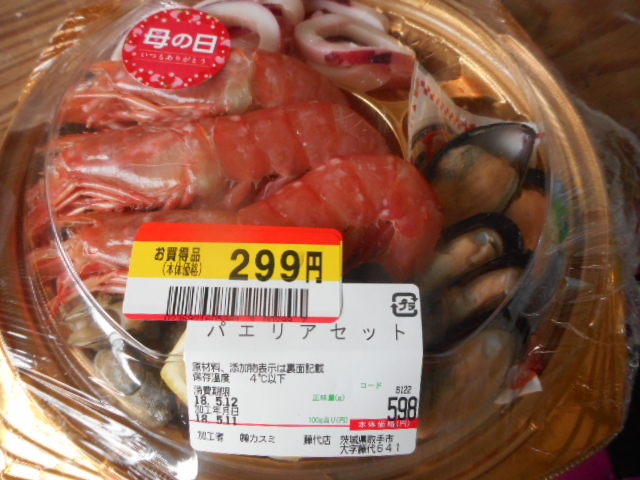 母の日
いつもありがとう
お買得品
(本体価格)
299円
プラ
パエリアセット
原材料、添加物表示は裏面記載
保存温度 4℃以下
消費期限
18. 5.12
加工年月日
18. 5.11
正味量(g)
100g当り(円)
コード
5122
598
本体価格(円)
加工者 ㈱カスミ 藤代店 茨城県取手市
大字藤代641